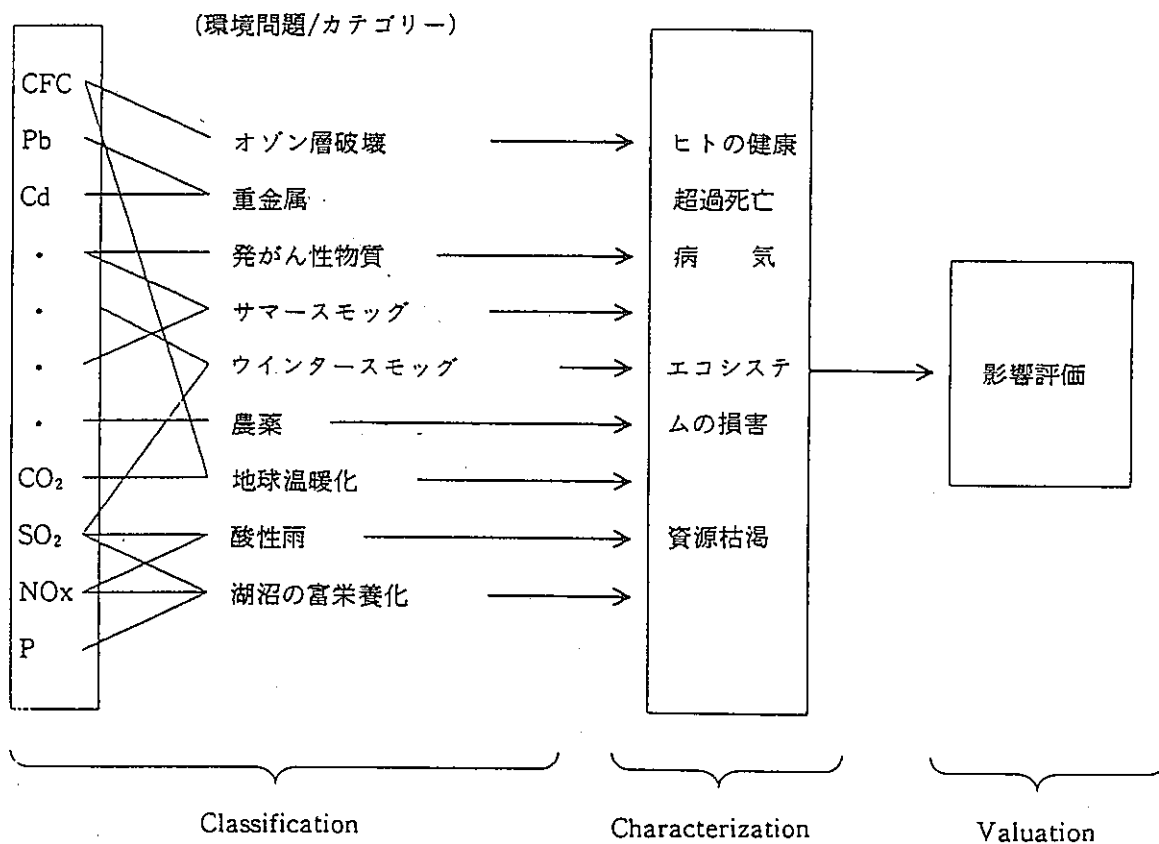 (環境問題/カテゴリー)
CFC
Pb
Cd
・
・
・
・
CO₂
SO₂
NOx
P
オゾン層破壊
重金属
発がん性物質
サマースモッグ
ウインタースモッグ
農薬
地球温暖化
酸性雨
湖沼の富栄養化
ヒトの健康
超過死亡
病 気
エコシステ
ムの損害
資源枯渇
影響評価
Classification
Characterization
Valuation